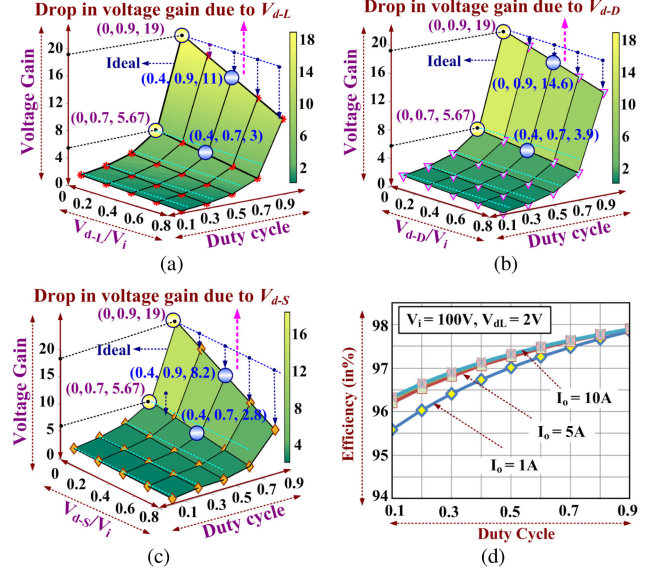 Drop in voltage gain due to V_d-L
(0, 0.9, 19)
Ideal
(0.4, 0.9, 11)
(0, 0.7, 5.67)
(0.4, 0.7, 3)
Voltage Gain
20
16
12
8
4
0
0
0.2
0.4
0.6
0.8
V_d-L/V_i
0.1
0.3
0.5
0.7
0.9
Duty cycle
18
14
10
6
2
(a)
Drop in voltage gain due to V_d-D
(0, 0.9, 19)
Ideal
(0, 0.9, 14.6)
(0, 0.7, 5.67)
(0.4, 0.7, 3.9)
Voltage Gain
20
16
12
8
4
0
0
0.2
0.4
0.6
0.8
V_d-D/V_i
0.1
0.3
0.5
0.7
0.9
Duty cycle
18
14
10
6
2
(b)
Drop in voltage gain due to V_d-S
(0, 0.9, 19)
Ideal
(0.4, 0.9, 8.2)
(0, 0.7, 5.67)
(0.4, 0.7, 2.8)
Voltage Gain
20
15
10
5
0
0
0.2
0.4
0.6
0.8
V_d-S/V_i
0.1
0.3
0.5
0.7
0.9
Duty cycle
16
12
8
4
(c)
V_i = 100V, V_dL = 2V
I_o = 10A
I_o = 5A
I_o = 1A
Efficiency (in%)
98
97
96
95
94
0.1
0.3
0.5
0.7
0.9
Duty Cycle
(d)